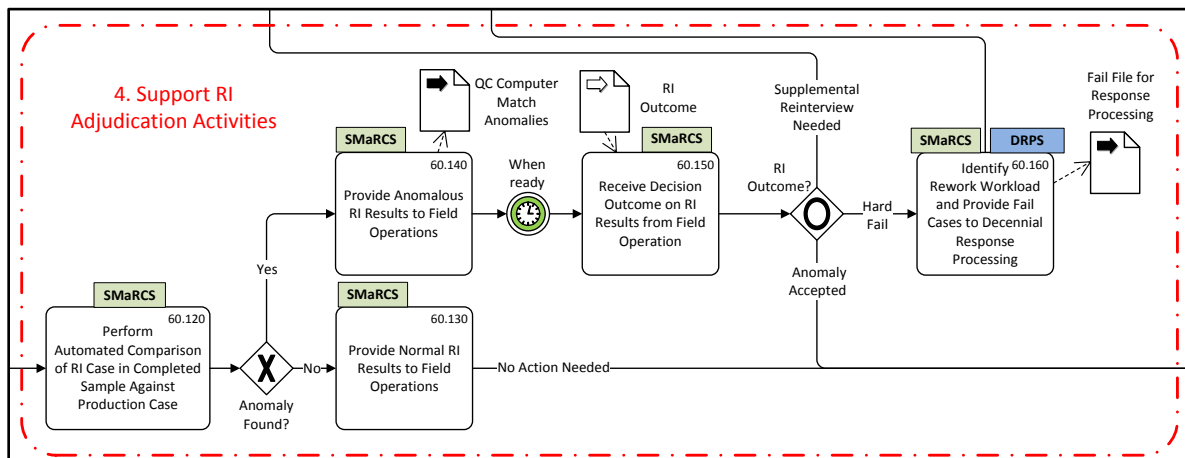 4. Support RI
Adjudication Activities
QC Computer
Match
Anomalies
RI
Outcome
Supplemental
Reinterview
Needed
Fail File for
Response
Processing
SMaRCS
60.140
Provide Anomalous
RI Results to Field
Operations
When
ready
SMaRCS
60.150
Receive Decision
Outcome on RI
Results from Field
Operation
RI
Outcome?
Hard
Fail
Anomaly
Accepted
SMaRCS
DRPS
60.160
Identify
Rework Workload
and Provide Fail
Cases to Decennial
Response
Processing
Yes
SMaRCS
60.120
Perform
Automated Comparison
of RI Case in Completed
Sample Against
Production Case
X
Anomaly
Found?
No
SMaRCS
60.130
Provide Normal RI
Results to Field
Operations
No Action Needed